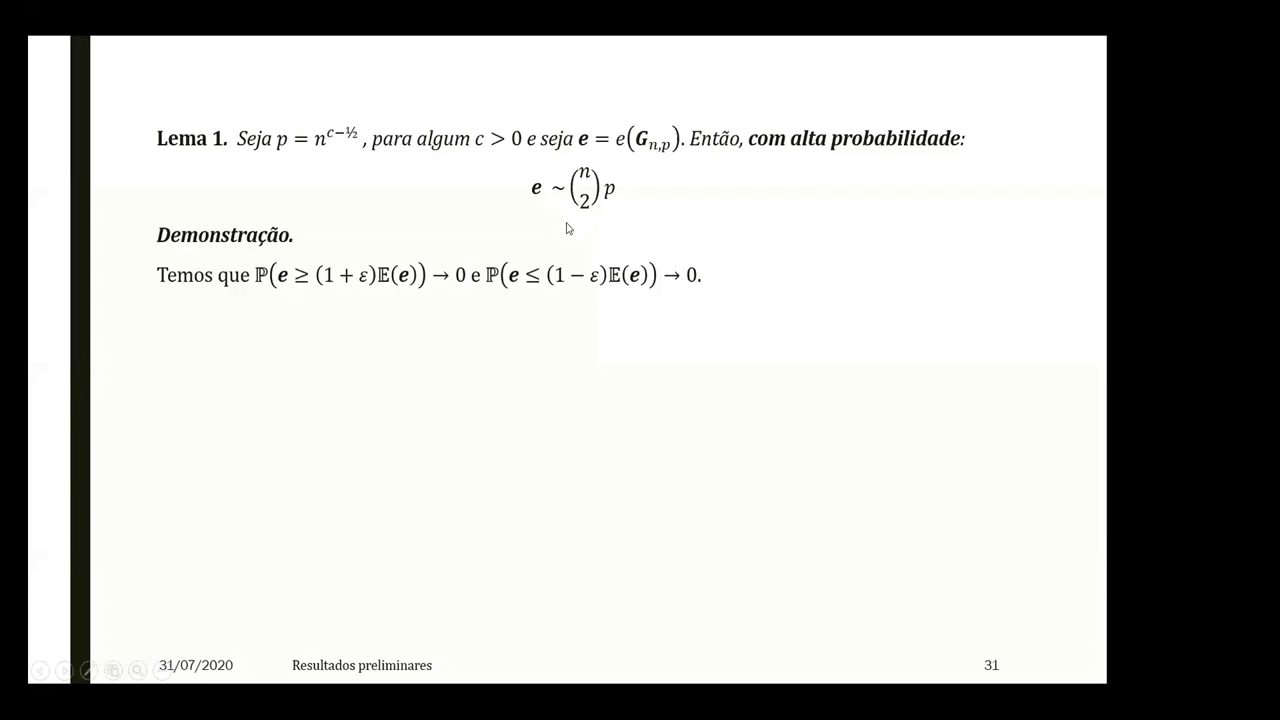 Lema 1. Seja p = n^{c−½}, para algum c > 0 e seja e = e(G_{n,p}). Então, com alta probabilidade:
e ~ \binom{n}{2} p
Demonstração.
Temos que ℙ(e ≥ (1 + ε)𝔼(e)) → 0 e ℙ(e ≤ (1 − ε)𝔼(e)) → 0.
31/07/2020 Resultados preliminares 31